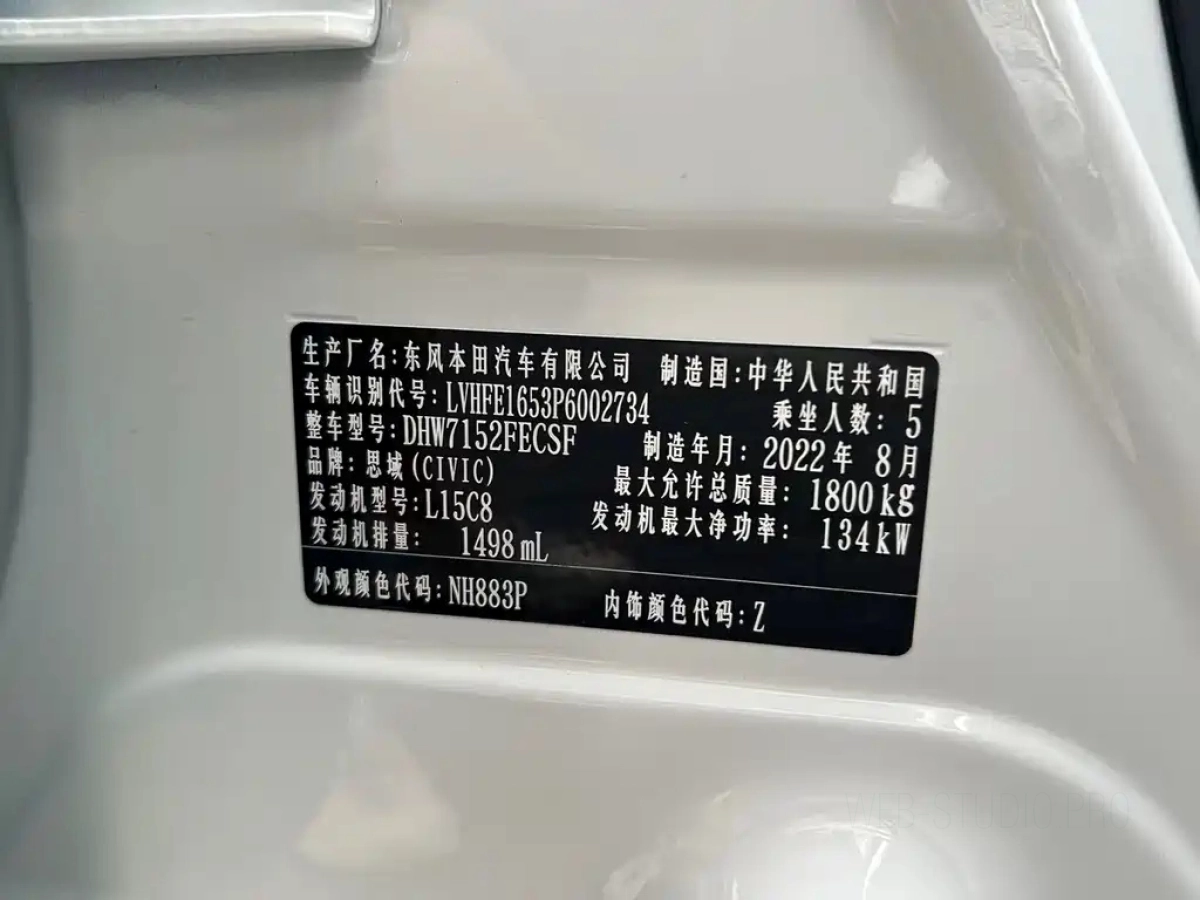 生产厂名:东风本田汽车有限公司 制造国:中华人民共和国
车辆识别代号:LVHFE1653P6002734 乘坐人数: 5
整车型号:DHW7152FECSF 制造年月: 2022年 8月
品牌:思域(CIVIC) 最大允许总质量: 1800kg
发动机型号:L15C8 发动机最大净功率: 134kW
发动机排量: 1498mL
外观颜色代码:NH883P 内饰颜色代码:Z
WEB-STUDIO PRO